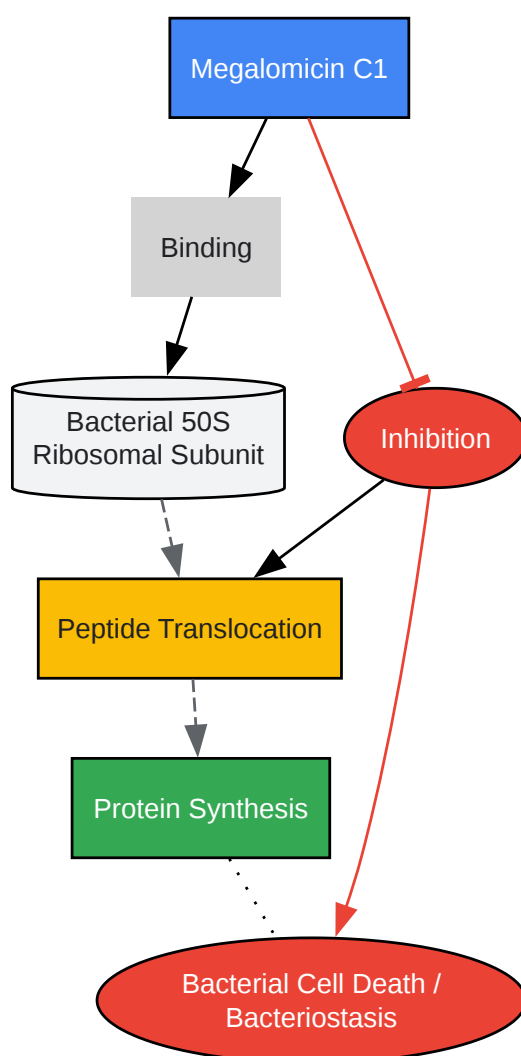 Megalomicin C1
Binding
Bacterial 50S
Ribosomal Subunit
Inhibition
Peptide Translocation
Protein Synthesis
Bacterial Cell Death /
Bacteriostasis